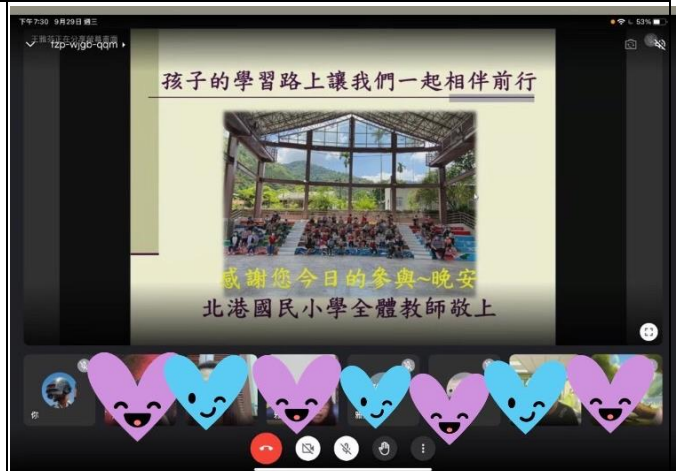 下午7:30 9月29日 週三
53%
fzp-wjgb-qqm
孩子的學習路上讓我們一起相伴前行
感謝您今日的參與~晚安
北港國民小學全體教師敬上
你